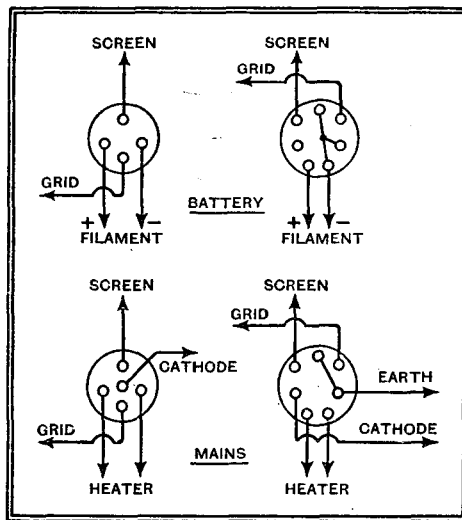 SCREEN
SCREEN
GRID
GRID
BATTERY
+ −
FILAMENT
+ −
FILAMENT
SCREEN
SCREEN
GRID
CATHODE
EARTH
GRID
CATHODE
MAINS
HEATER
HEATER